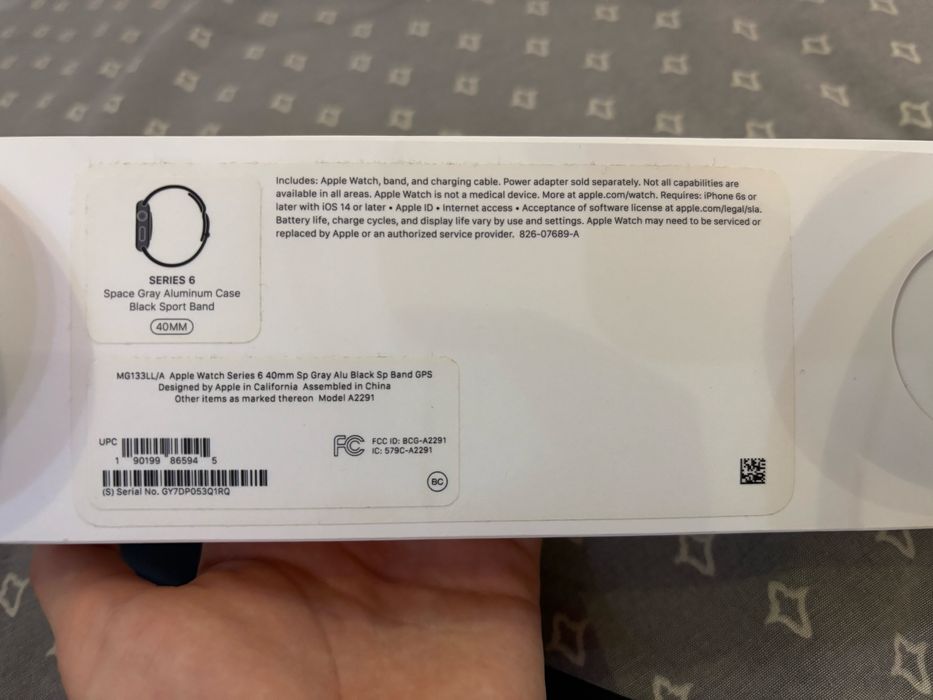 Includes: Apple Watch, band, and charging cable. Power adapter sold separately. Not all capabilities are
available in all areas. Apple Watch is not a medical device. More at apple.com/watch. Requires: iPhone 6s or
later with iOS 14 or later • Apple ID • Internet access • Acceptance of software license at apple.com/legal/sla.
Battery life, charge cycles, and display life vary by use and settings. Apple Watch may need to be serviced or
replaced by Apple or an authorized service provider. 826-07689-A
SERIES 6
Space Gray Aluminum Case
Black Sport Band
40MM
MG133LL/A Apple Watch Series 6 40mm Sp Gray Alu Black Sp Band GPS
Designed by Apple in California Assembled in China
Other items as marked thereon Model A2291
UPC
1 90199 86594 5
(S) Serial No. GY7DP053Q1RQ
FC FCC ID: BCG-A2291
IC: 579C-A2291
BC